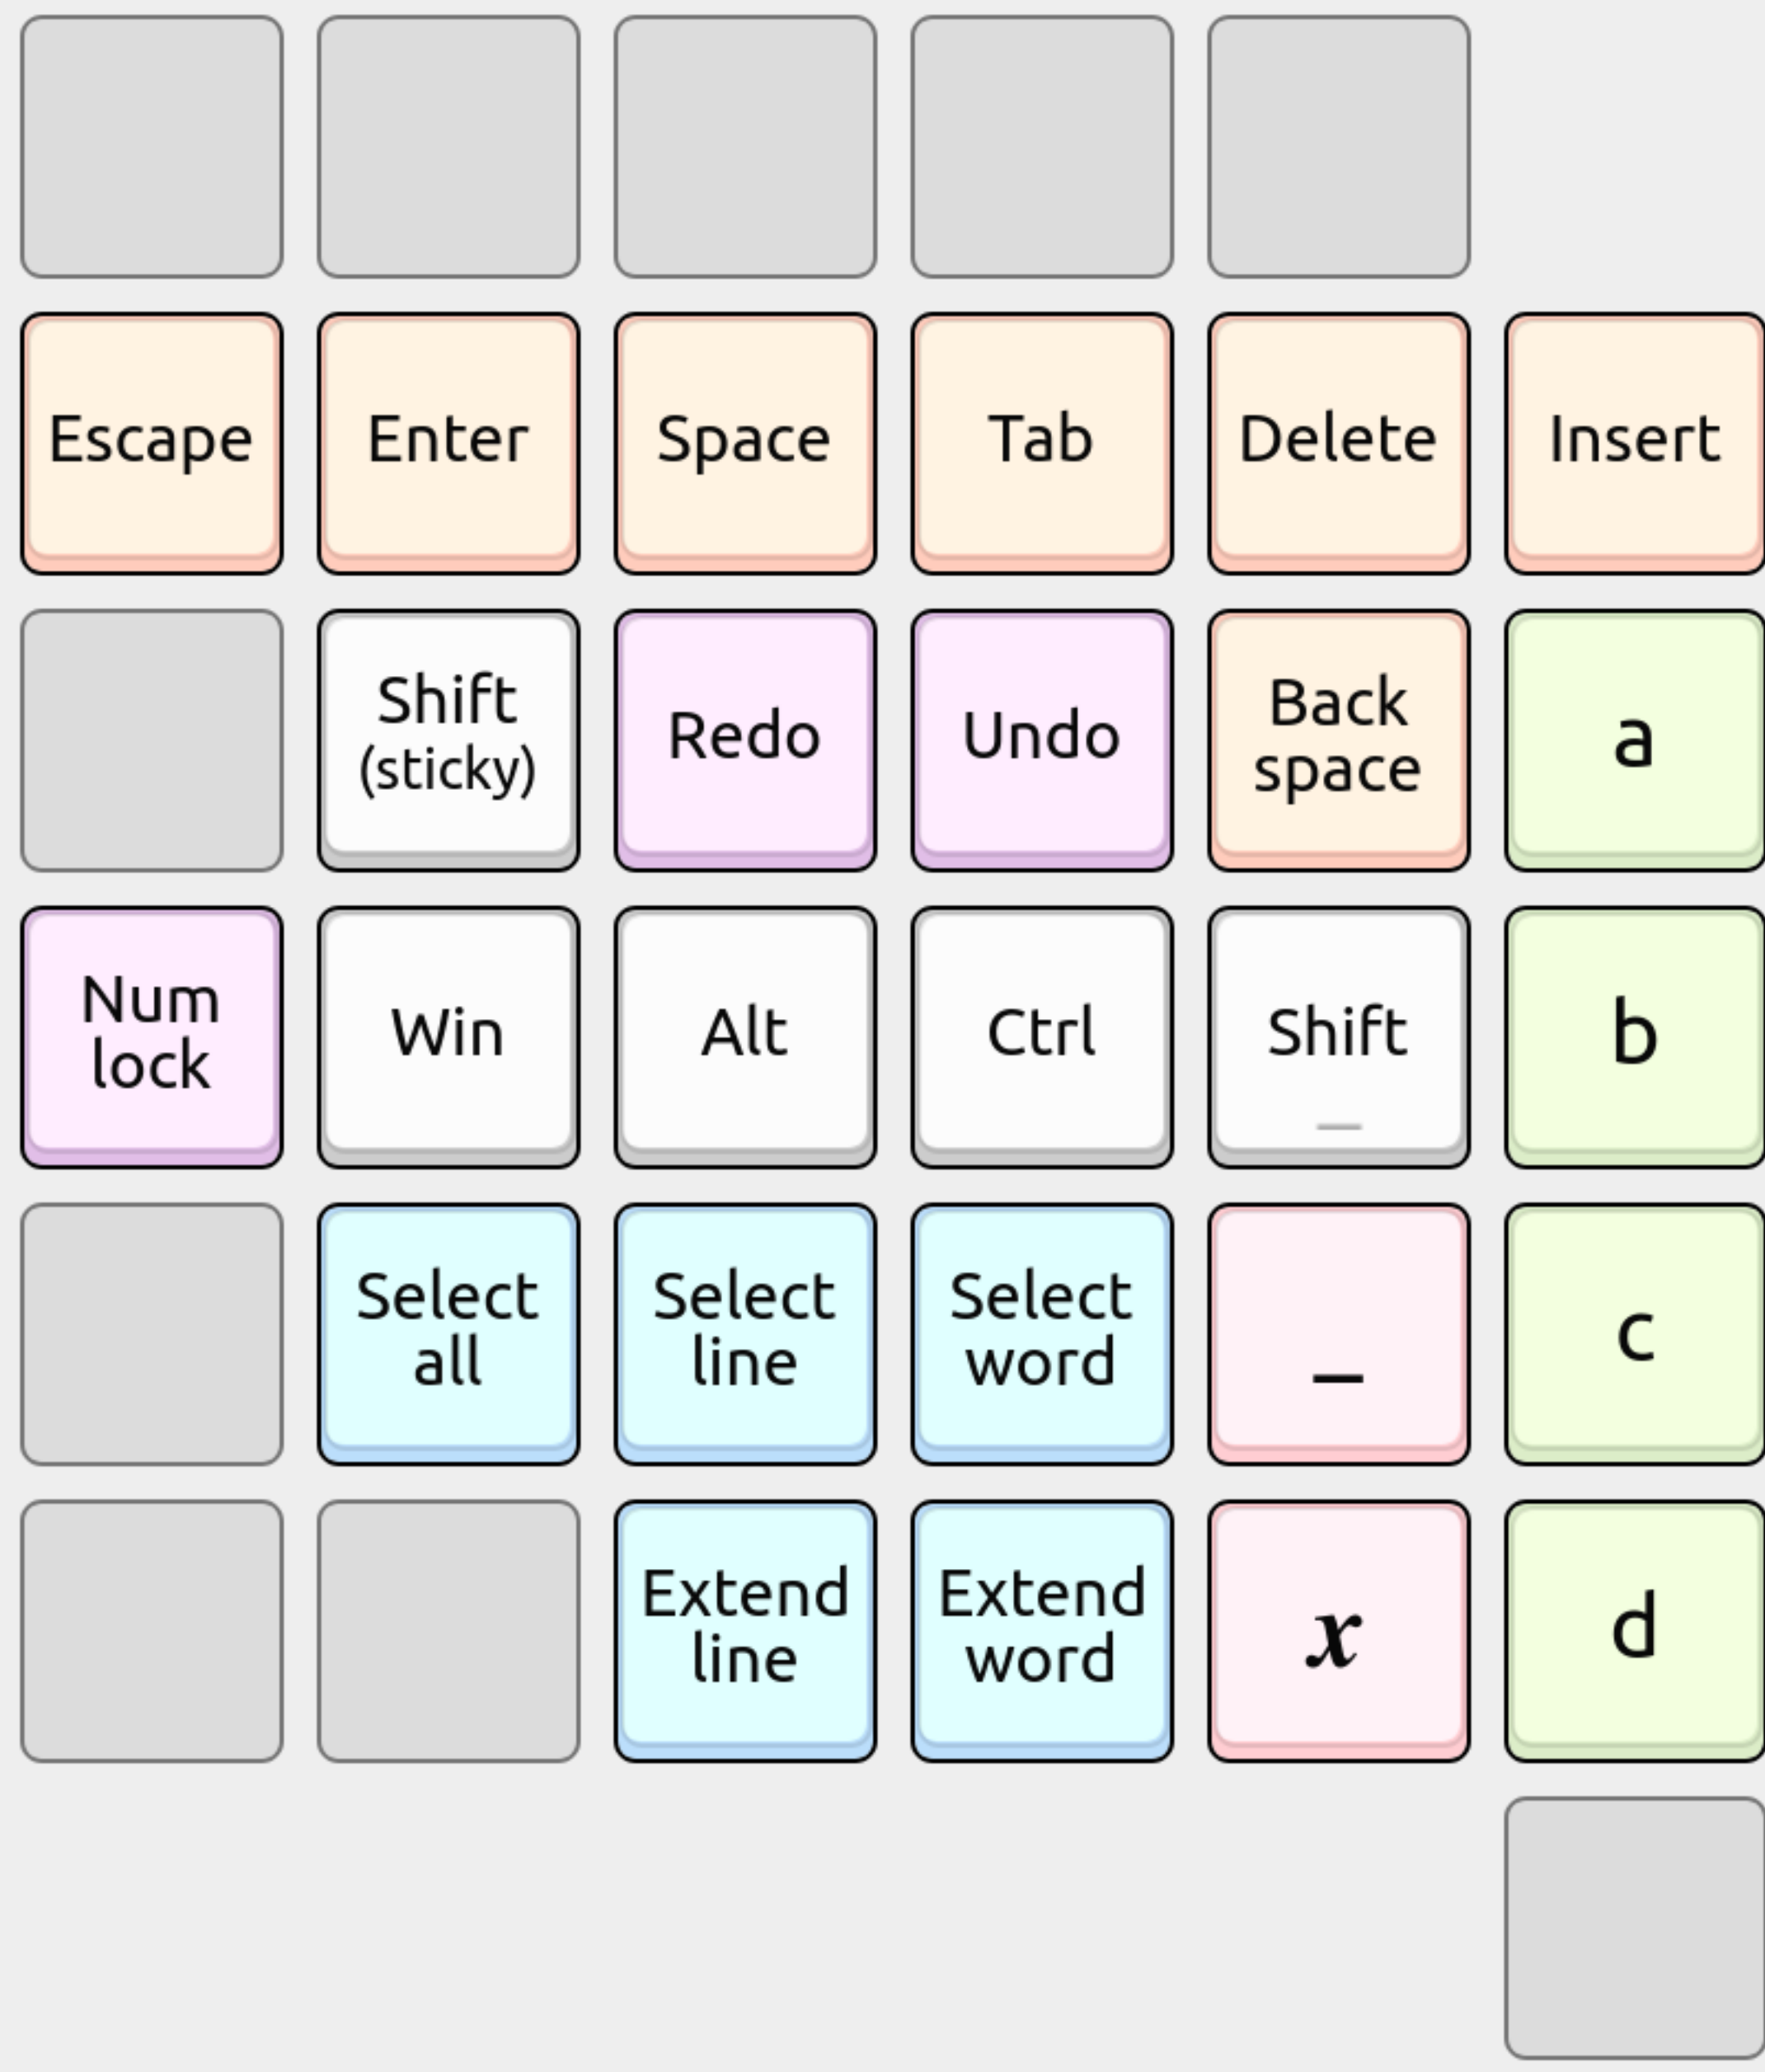 Escape Enter Space Tab Delete Insert
Shift
(sticky)
Redo Undo
Back
space
a
Num
lock
Win Alt Ctrl Shift
_
b
Select
all
Select
line
Select
word
_
c
Extend
line
Extend
word
x
d